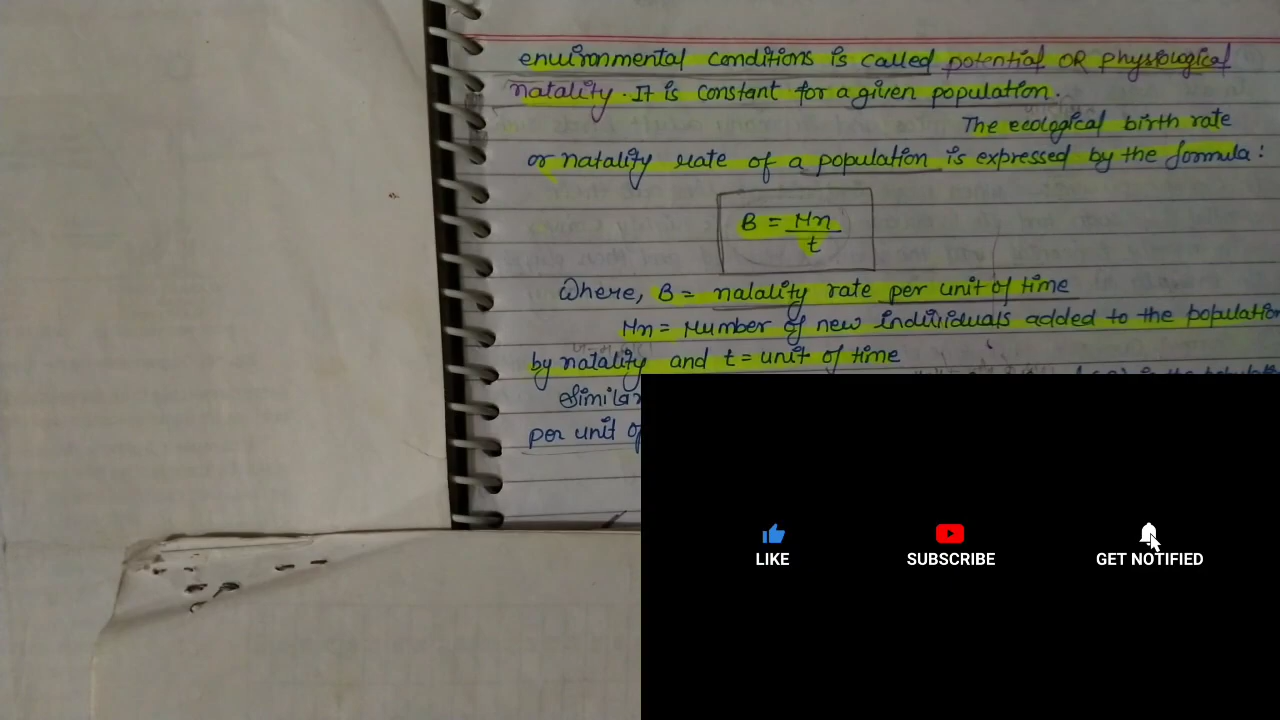 environmental conditions is called potential OR physiological
natality. It is constant for a given population.
The ecological birth rate
or natality rate of a population is expressed by the formula:
B = Nn
t
Where, B = natality rate per unit of time
Nn = Number of new individuals added to the population
by natality and t = unit of time
Similar
per unit of
LIKE
SUBSCRIBE
GET NOTIFIED